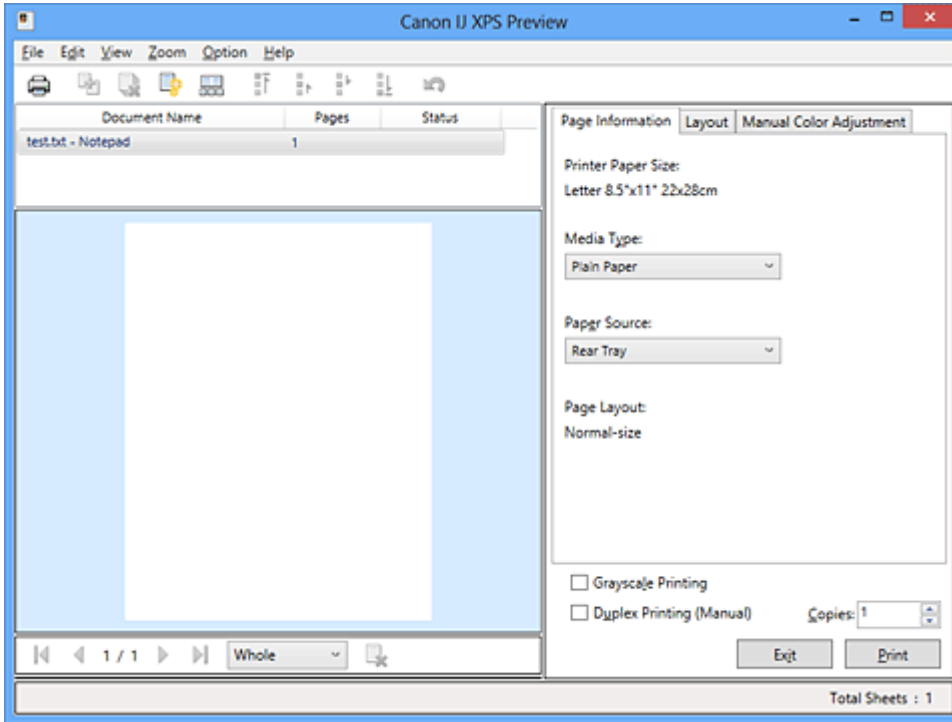 Canon IJ XPS Preview
File Edit View Zoom Option Help
Document Name Pages Status
test.txt - Notepad 1
Page Information Layout Manual Color Adjustment
Printer Paper Size:
Letter 8.5"x11" 22x28cm
Media Type:
Plain Paper
Paper Source:
Rear Tray
Page Layout:
Normal-size
Grayscale Printing
Duplex Printing (Manual) Copies: 1
1 / 1 Whole
Exit Print
Total Sheets : 1